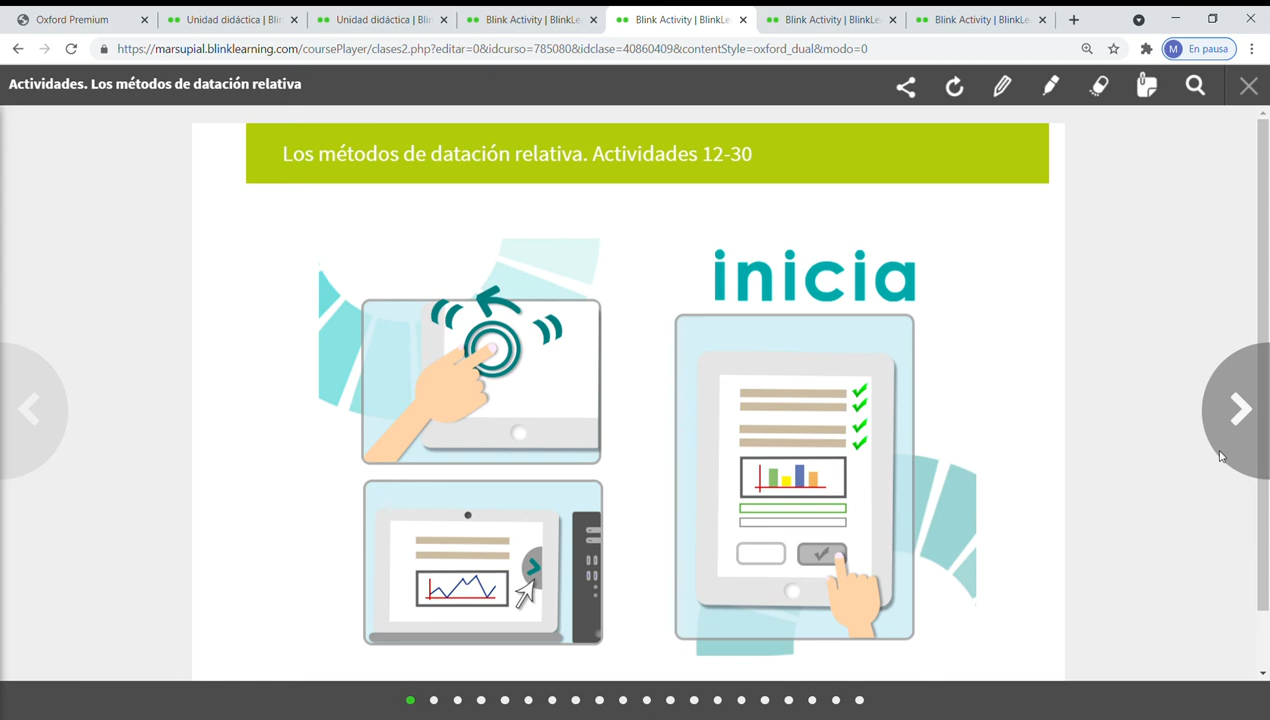 Oxford Premium
Unidad didáctica | Blin
Unidad didáctica | Blin
Blink Activity | BlinkLe
Blink Activity | BlinkLe
Blink Activity | BlinkLe
Blink Activity | BlinkLe
https://marsupial.blinklearning.com/coursePlayer/clases2.php?editar=0&idcurso=785080&idclase=40860409&contentStyle=oxford_dual&modo=0
M En pausa
Actividades. Los métodos de datación relativa
Los métodos de datación relativa. Actividades 12-30
inicia